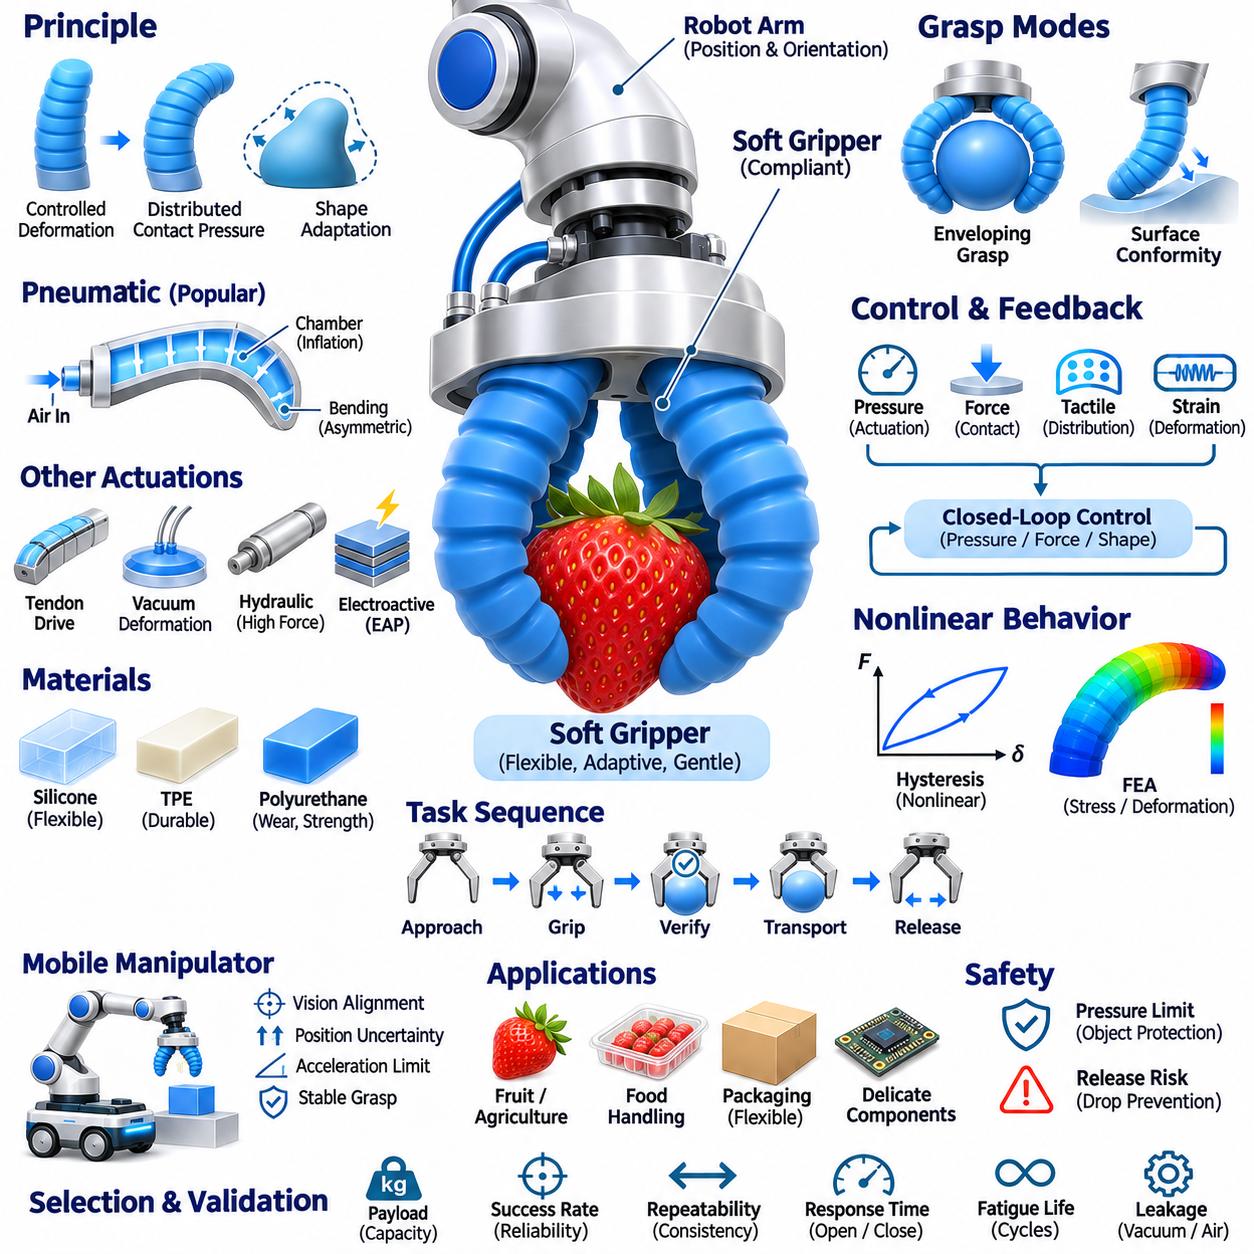 Principle
Controlled
Deformation
Distributed
Contact Pressure
Shape
Adaptation
Robot Arm
(Position & Orientation)
Soft Gripper
(Compliant)
Grasp Modes
Enveloping
Grasp
Surface
Conformity
Pneumatic (Popular)
Chamber
(Inflation)
Air In
Bending
(Asymmetric)
Control & Feedback
Pressure
(Actuation)
Force
(Contact)
Tactile
(Distribution)
Strain
(Deformation)
Closed-Loop Control
(Pressure / Force / Shape)
Other Actuations
Tendon
Drive
Vacuum
Deformation
Hydraulic
(High Force)
Electroactive
(EAP)
Nonlinear Behavior
F
δ
Hysteresis
(Nonlinear)
FEA
(Stress / Deformation)
Materials
Silicone
(Flexible)
TPE
(Durable)
Polyurethane
(Wear, Strength)
Soft Gripper
(Flexible, Adaptive, Gentle)
Task Sequence
Approach
Grip
Verify
Transport
Release
Mobile Manipulator
Vision Alignment
Position Uncertainty
Acceleration Limit
Stable Grasp
Applications
Fruit /
Agriculture
Food
Handling
Packaging
(Flexible)
Delicate
Components
Safety
Pressure Limit
(Object Protection)
Release Risk
(Drop Prevention)
Selection & Validation
kg
Payload
(Capacity)
Success Rate
(Reliability)
Repeatability
(Consistency)
Response Time
(Open / Close)
Fatigue Life
(Cycles)
Leakage
(Vacuum / Air)